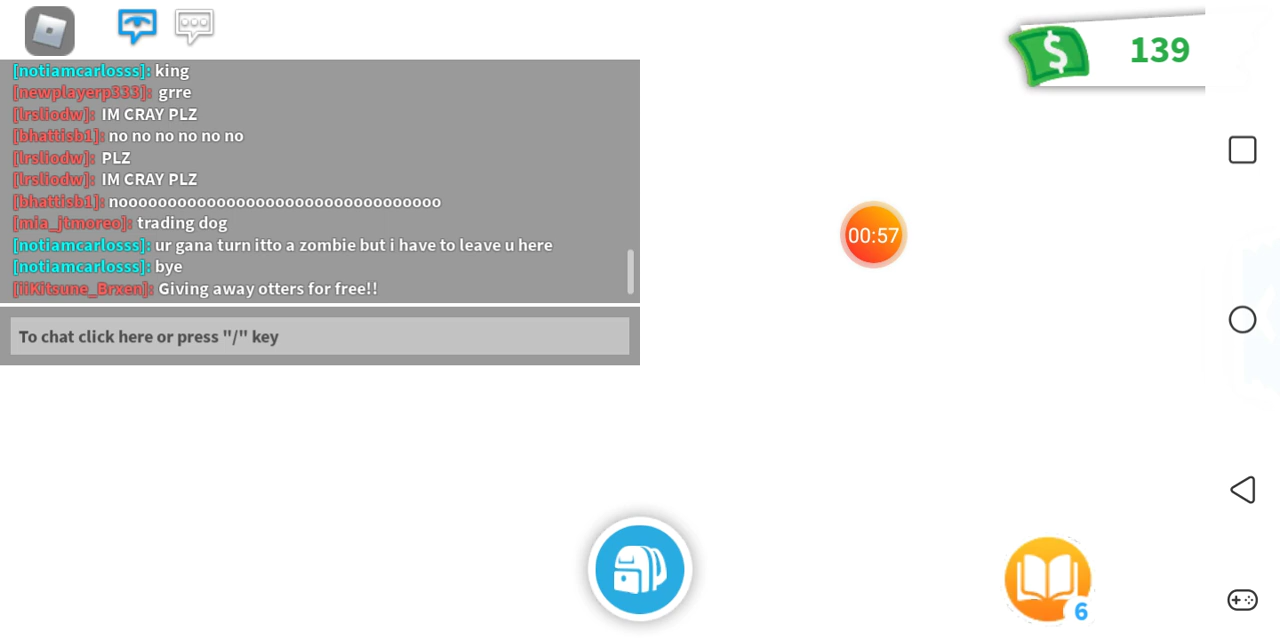 139
[notiamcarlosss]: king
[newplayerp333]: grre
[lrsliodw]: IM CRAY PLZ
[bhattisb1]: no no no no no no
[lrsliodw]: PLZ
[lrsliodw]: IM CRAY PLZ
[bhattisb1]: nooooooooooooooooooooooooooooooooo
[mia_jtmoreo]: trading dog
[notiamcarlosss]: ur gana turn itto a zombie but i have to leave u here
[notiamcarlosss]: bye
[iiKitsune_Brxen]: Giving away otters for free!!
To chat click here or press "/" key
00:57
6